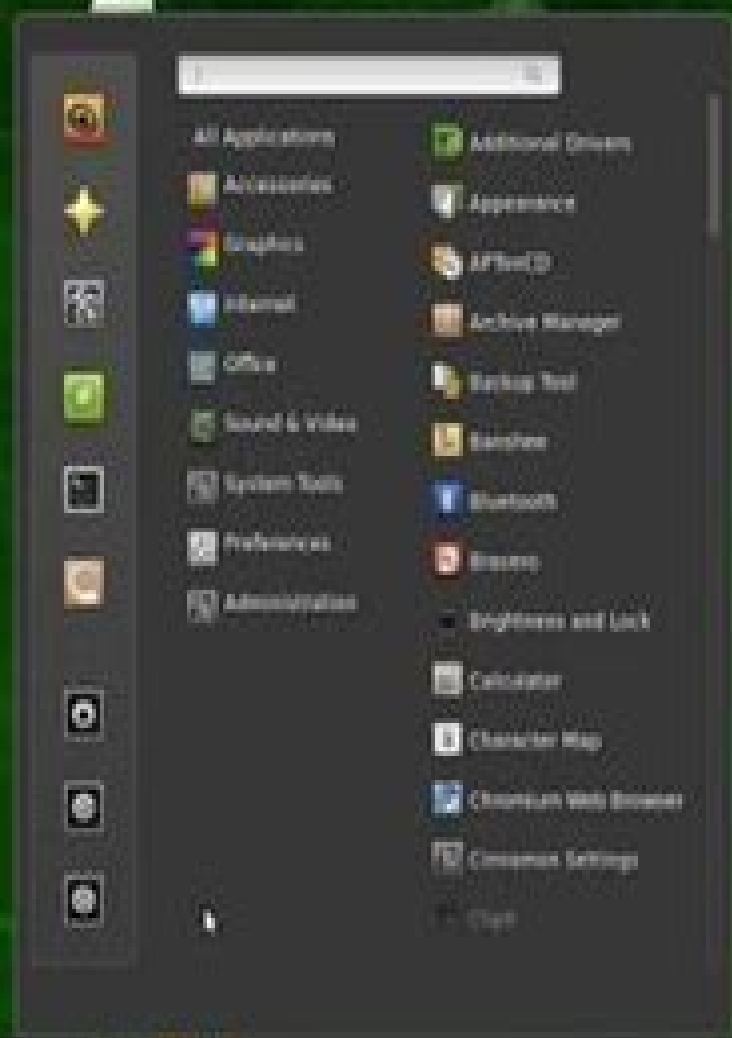 All Applications
Accessories
Graphics
Internet
Office
Sound & Video
System Tools
Preferences
Administration
Additional Drivers
Appearance
APTonCD
Archive Manager
Backup Tool
Banshee
Bluetooth
Brasero
Brightness and Lock
Calculator
Character Map
Chromium Web Browser
Cinnamon Settings